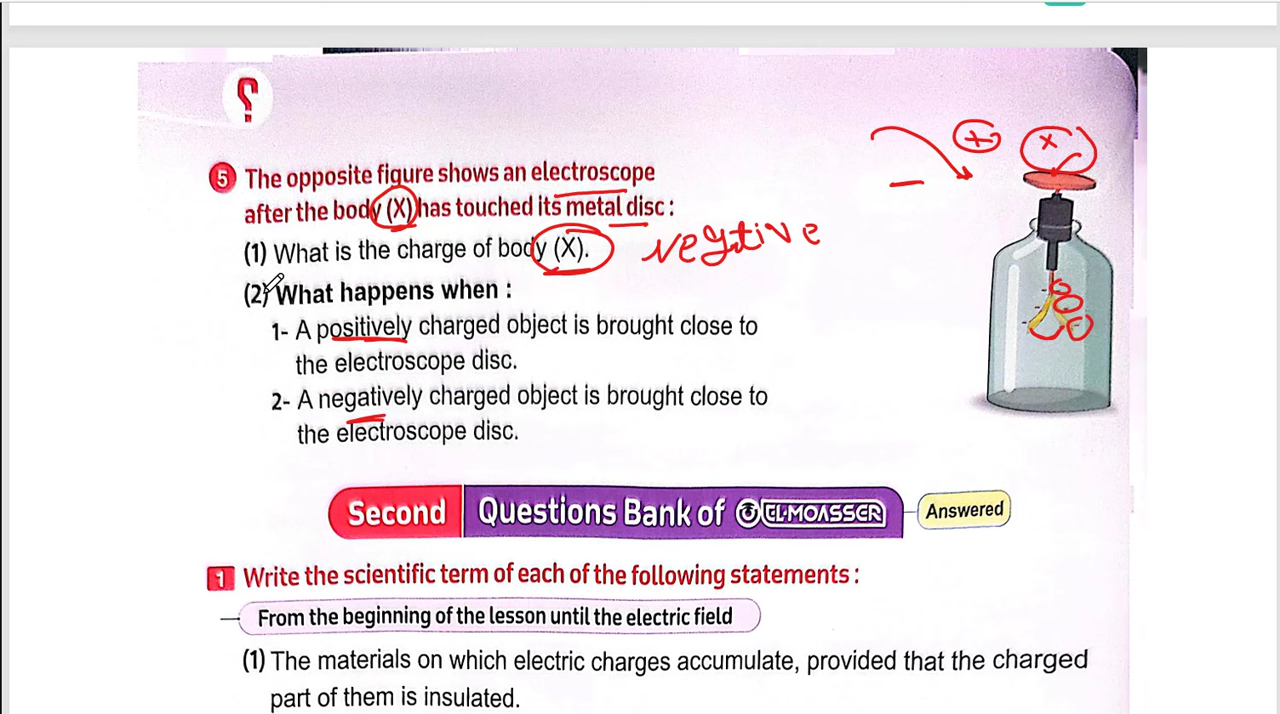 ?
5 The opposite figure shows an electroscope
after the body (X) has touched its metal disc :
(1) What is the charge of body (X). Negtive
(2) What happens when :
1- A positively charged object is brought close to
the electroscope disc.
2- A negatively charged object is brought close to
the electroscope disc.
+ X
Second Questions Bank of EL-MOASSER Answered
1 Write the scientific term of each of the following statements :
From the beginning of the lesson until the electric field
(1) The materials on which electric charges accumulate, provided that the charged
part of them is insulated.